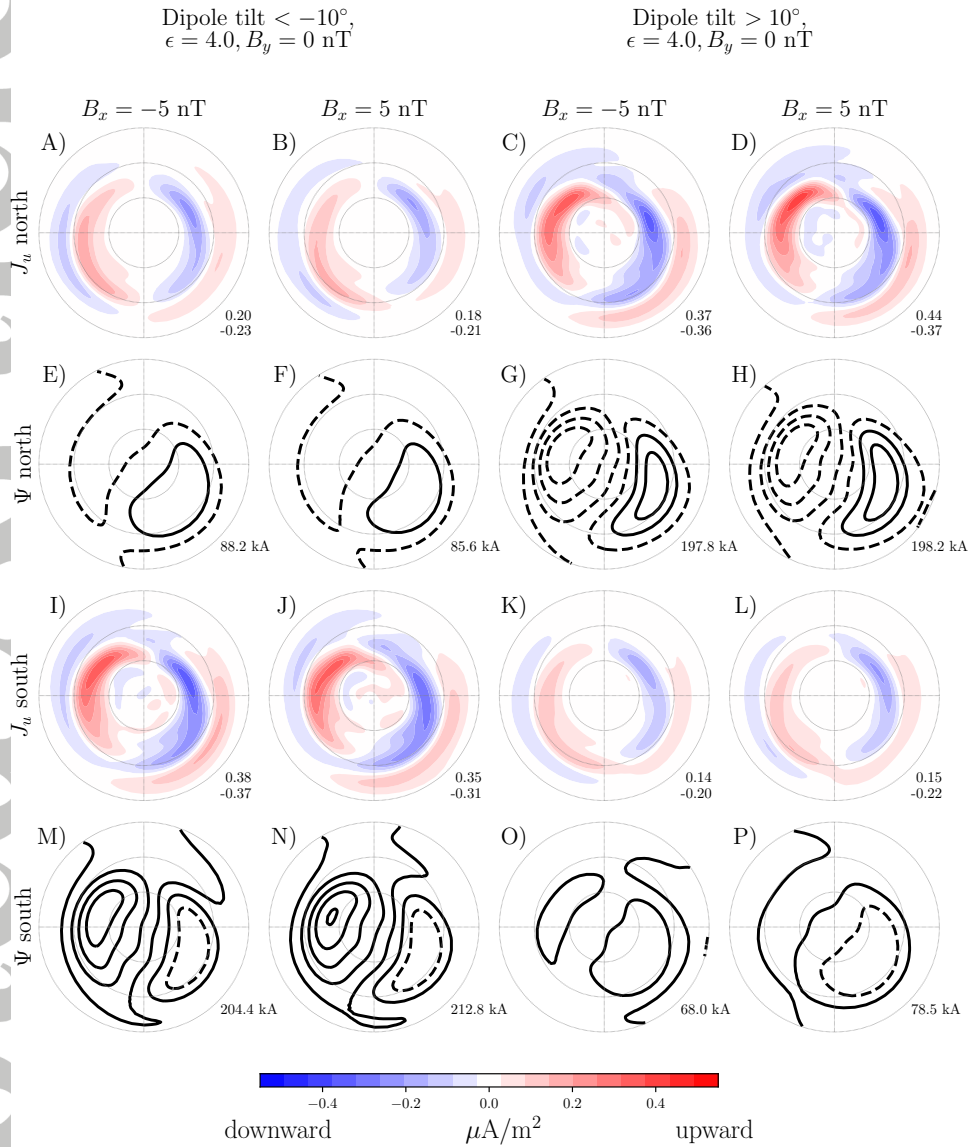 Dipole tilt < −10°,
ϵ = 4.0, B_y = 0 nT
Dipole tilt > 10°,
ϵ = 4.0, B_y = 0 nT
B_x = −5 nT
B_x = 5 nT
B_x = −5 nT
B_x = 5 nT
J_u north
A)
0.20
-0.23
B)
0.18
-0.21
C)
0.37
-0.36
D)
0.44
-0.37
Ψ north
E)
88.2 kA
F)
85.6 kA
G)
197.8 kA
H)
198.2 kA
J_u south
I)
0.38
-0.37
J)
0.35
-0.31
K)
0.14
-0.20
L)
0.15
-0.22
Ψ south
M)
204.4 kA
N)
212.8 kA
O)
68.0 kA
P)
78.5 kA
−0.4 −0.2 0.0 0.2 0.4
downward μA/m² upward